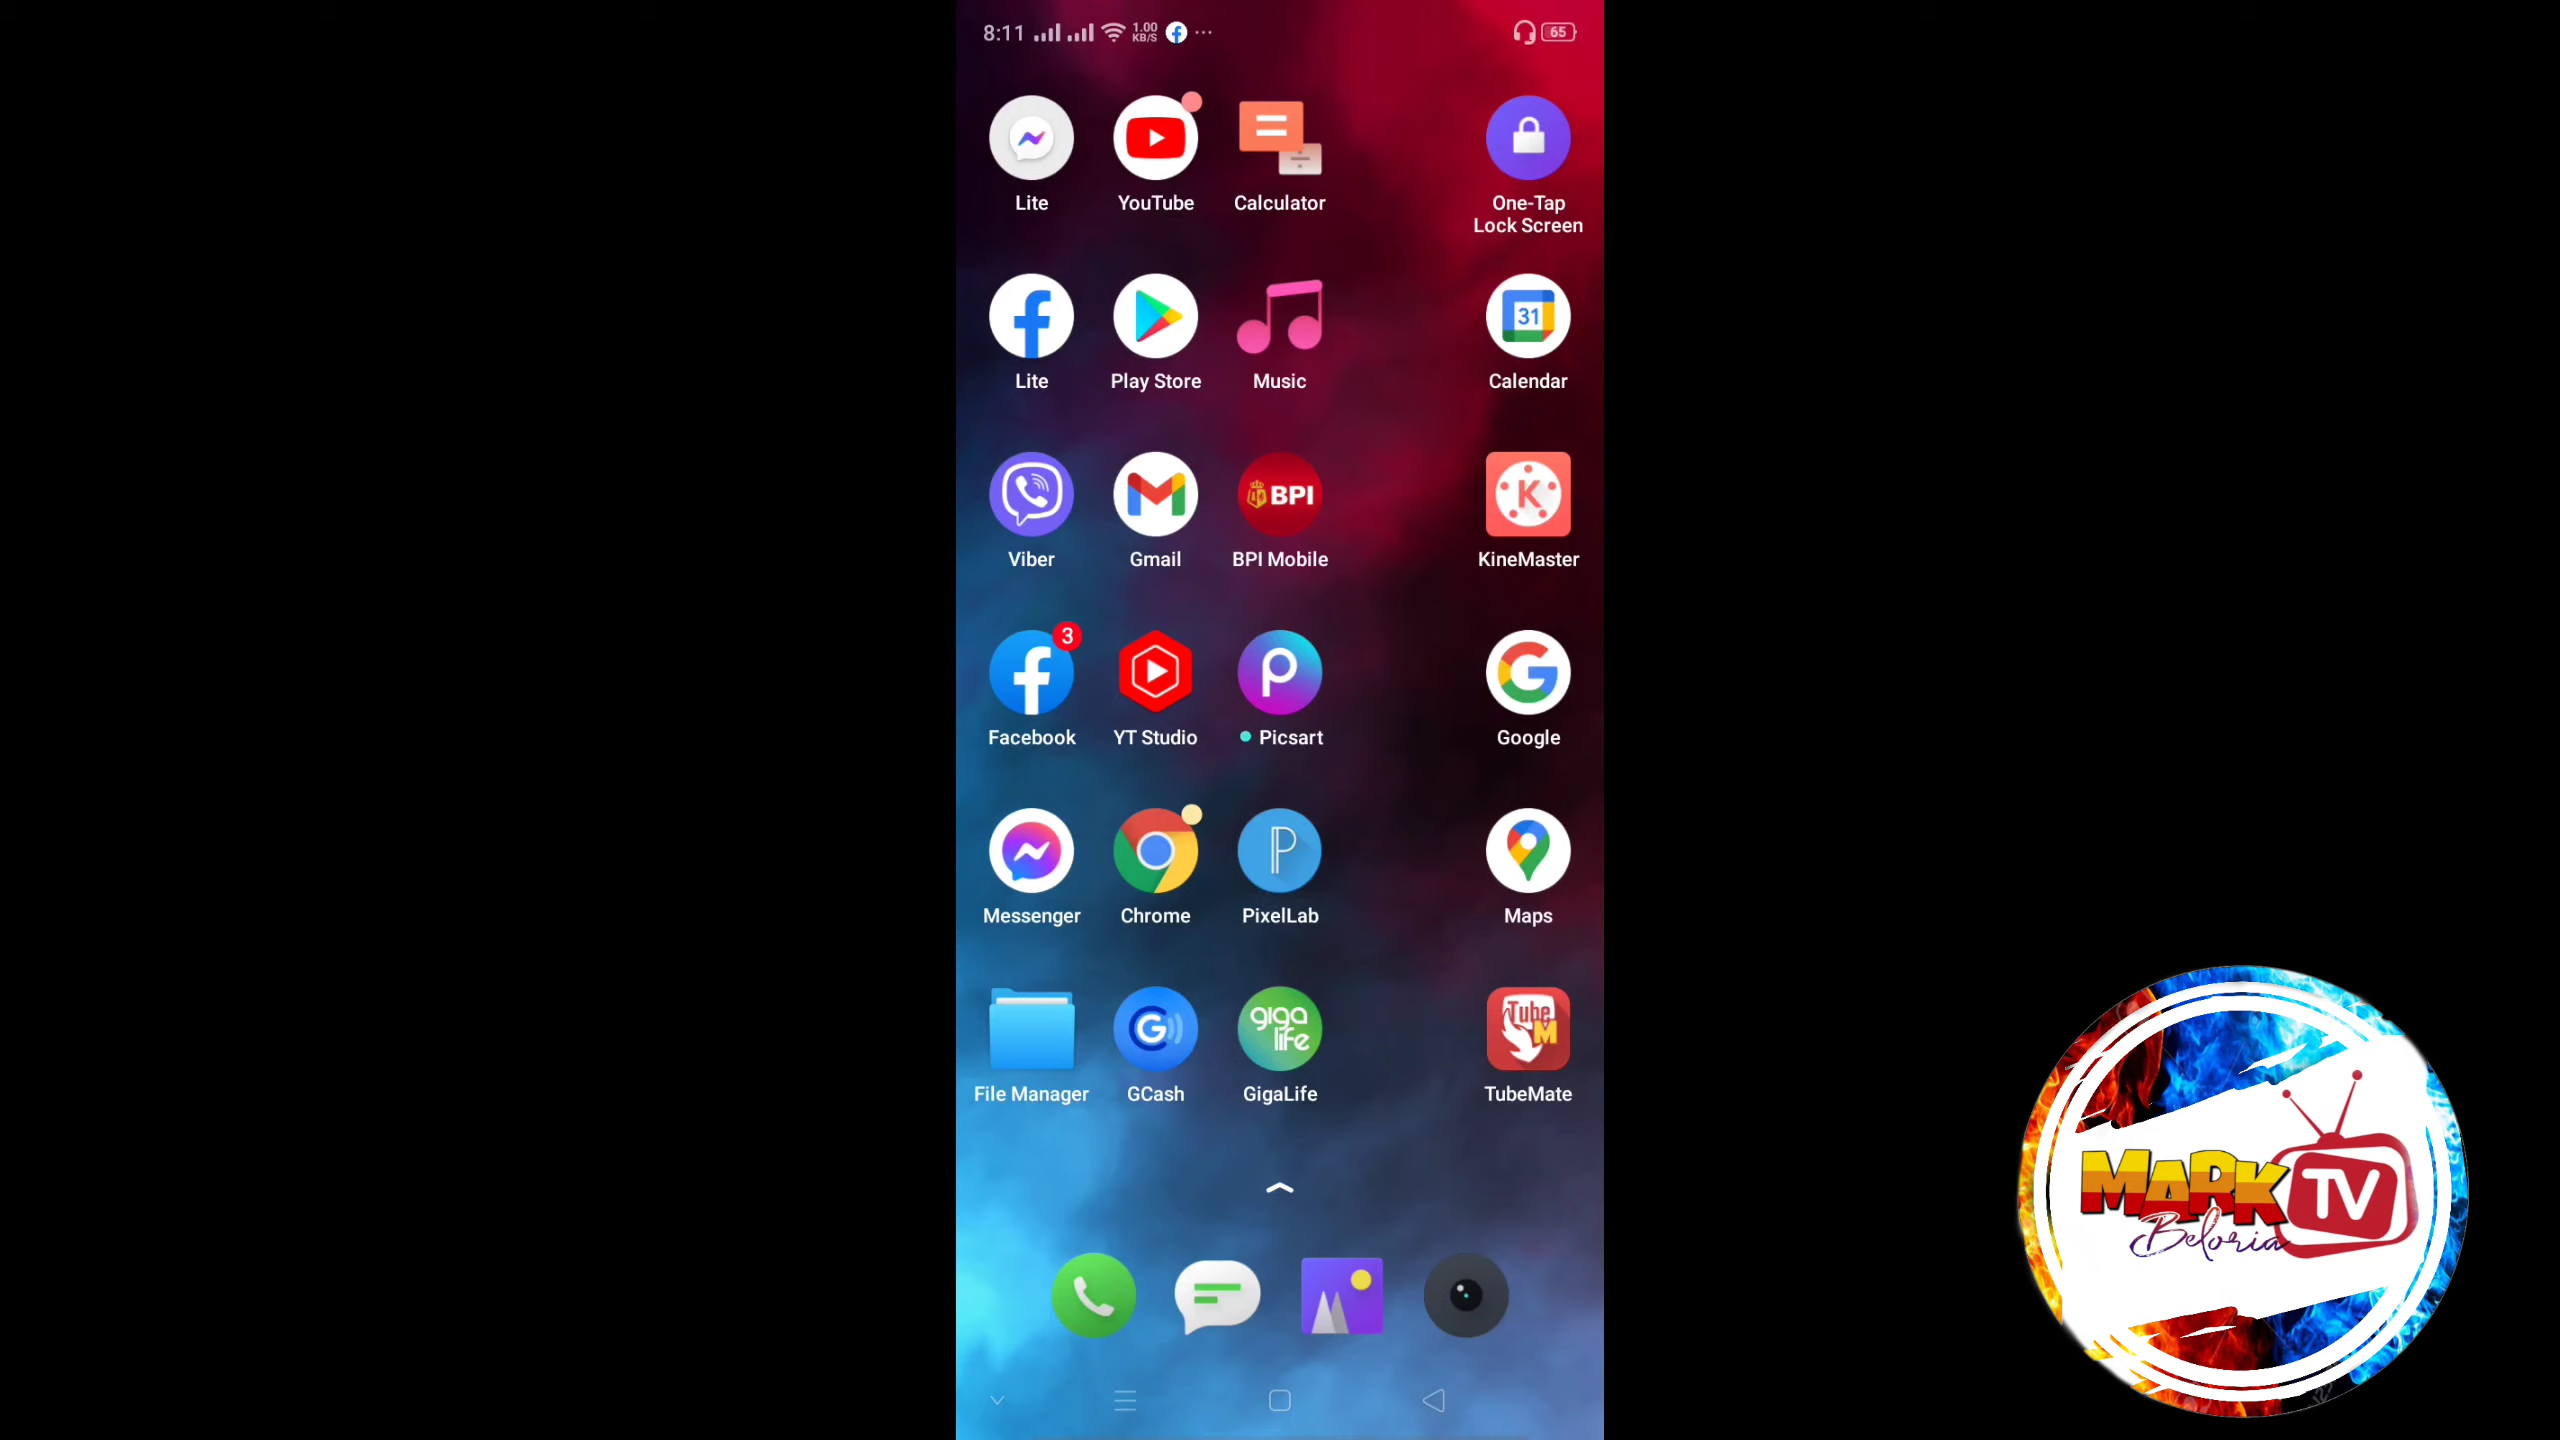 8:11 1.00 KB/S 65
Lite YouTube Calculator One-Tap Lock Screen
31
Lite Play Store Music Calendar
BPI K
Viber Gmail BPI Mobile KineMaster
3
Facebook YT Studio Picsart Google
Messenger Chrome PixelLab Maps
giga life Tube M
File Manager GCash GigaLife TubeMate
MARK TV
Beloria